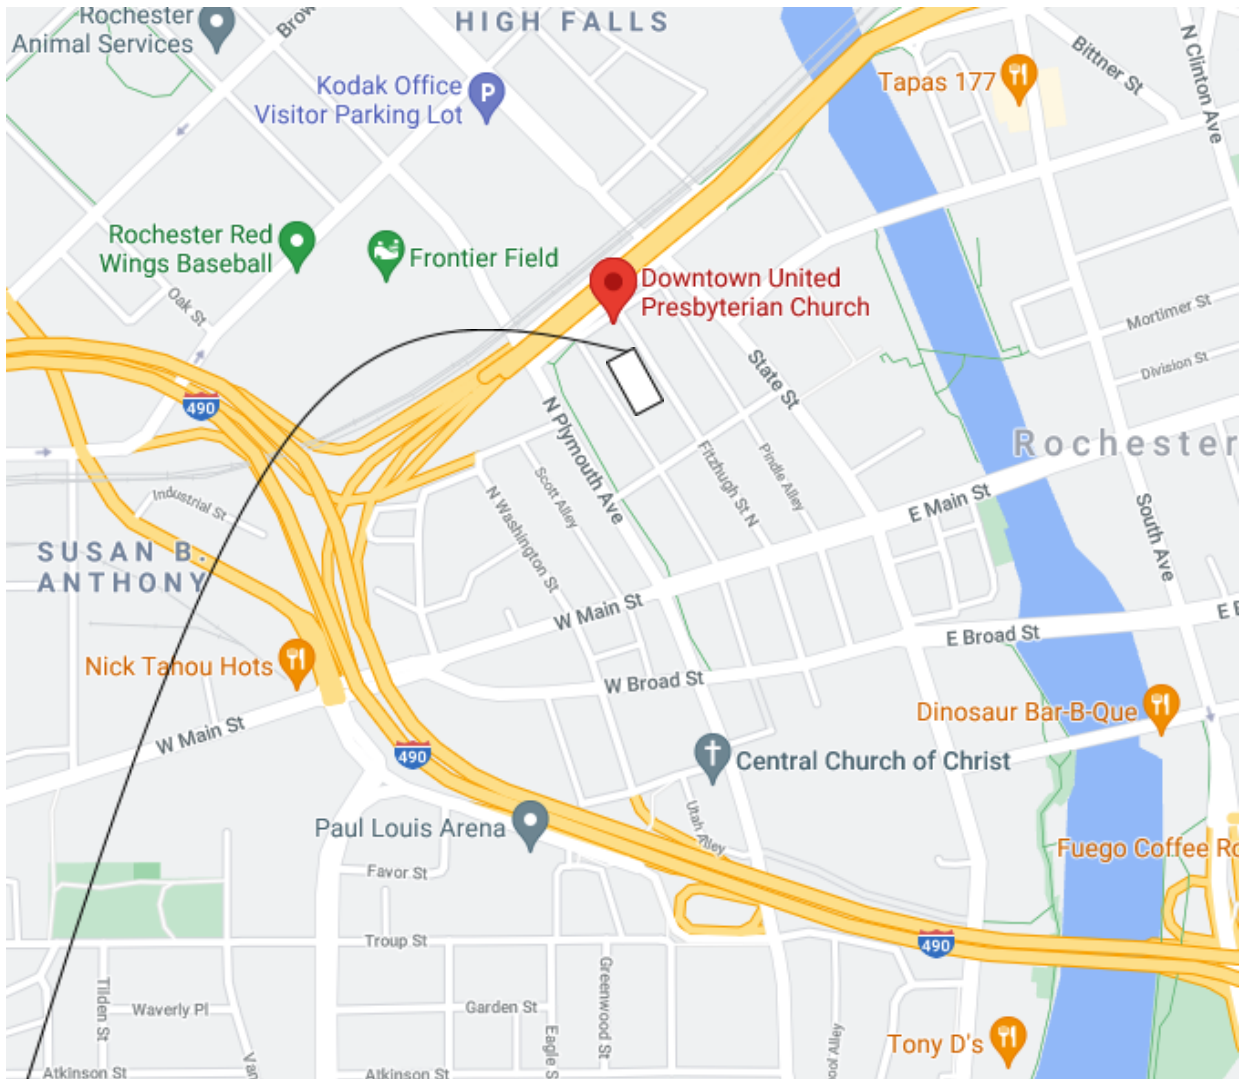 Rochester
Animal Services
HIGH FALLS
Bittner St
N Clinton Ave
Kodak Office
Visitor Parking Lot
P
Tapas 177
Rochester Red
Wings Baseball
Frontier Field
Oak St
Downtown United
Presbyterian Church
Mortimer St
Division St
State St
490
N Plymouth Ave
Rochester
Fitzhugh St N
Pindle Alley
Scott Alley
N Washington St
Industrial St
E Main St
South Ave
SUSAN B.
ANTHONY
W Main St
E Broad St
Nick Tahou Hots
W Broad St
Dinosaur Bar-B-Que
W Main St
490
Central Church of Christ
Paul Louis Arena
Utah Alley
Favor St
Troup St
490
Tilden St
Waverly Pl
Garden St
Greenwood St
Eagle S
Tony D's
Atkinson St
Atkinson St